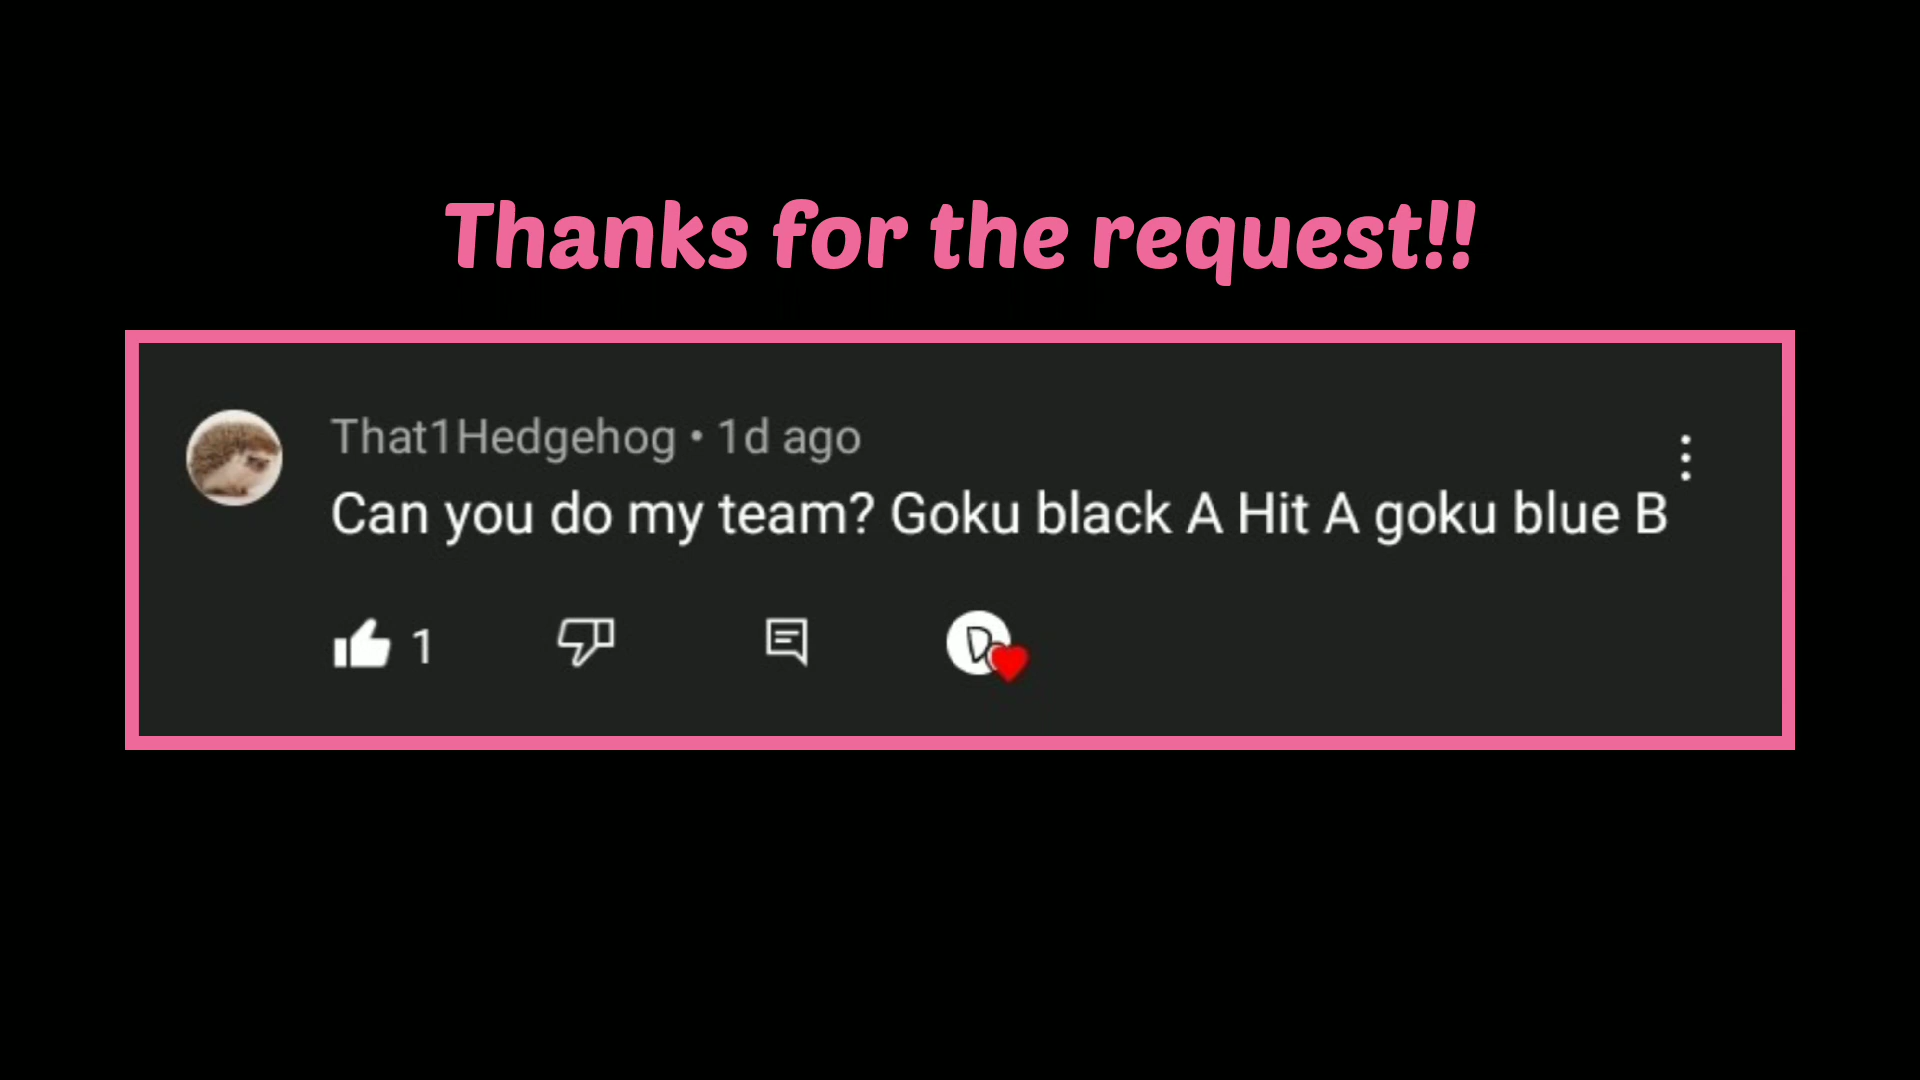 Thanks for the request!!
That1Hedgehog • 1d ago
Can you do my team? Goku black A Hit A goku blue B
1
D